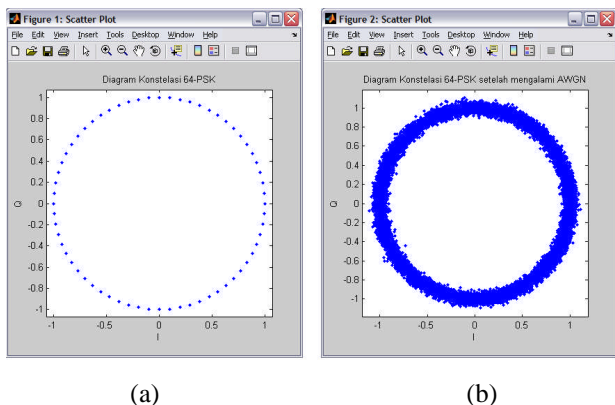 Figure 1: Scatter Plot
File Edit View Insert Tools Desktop Window Help
Diagram Konstelasi 64-PSK
1
0.8
0.6
0.4
0.2
0
-0.2
-0.4
-0.6
-0.8
-1
Q
-1 -0.5 0 0.5 1
I
(a)
Figure 2: Scatter Plot
File Edit View Insert Tools Desktop Window Help
Diagram Konstelasi 64-PSK setelah mengalami AWGN
1
0.8
0.6
0.4
0.2
0
-0.2
-0.4
-0.6
-0.8
-1
Q
-1 -0.5 0 0.5 1
I
(b)